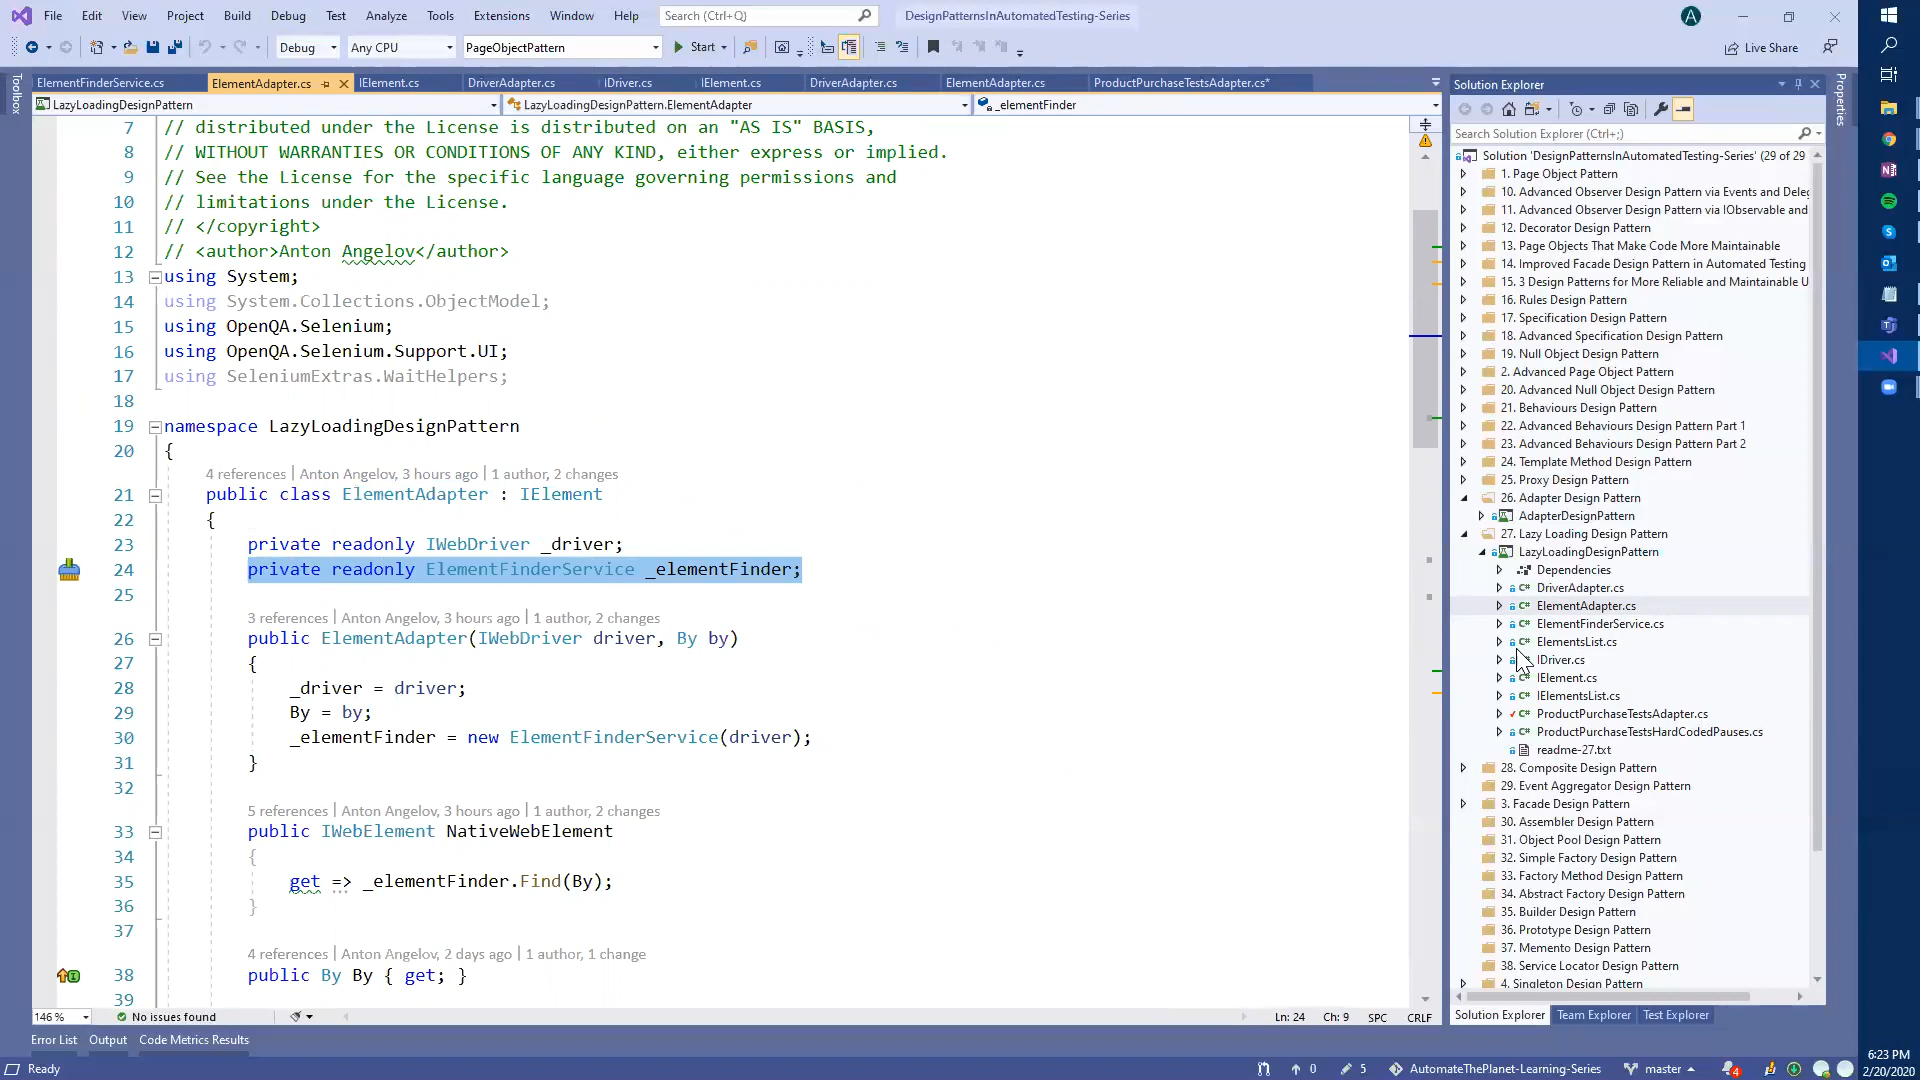 File Edit View Project Build Debug Test Analyze Tools Extensions Window Help Search (Ctrl+Q) DesignPatternsInAutomatedTesting-Series A
Debug Any CPU PageObjectPattern Start Live Share
Toolbox
ElementFinderService.cs ElementAdapter.cs IElement.cs DriverAdapter.cs IDriver.cs IElement.cs DriverAdapter.cs ElementAdapter.cs ProductPurchaseTestsAdapter.cs*
LazyLoadingDesignPattern LazyLoadingDesignPattern.ElementAdapter _elementFinder
7 // distributed under the License is distributed on an "AS IS" BASIS,
8 // WITHOUT WARRANTIES OR CONDITIONS OF ANY KIND, either express or implied.
9 // See the License for the specific language governing permissions and
10 // limitations under the License.
11 // </copyright>
12 // <author>Anton Angelov</author>
13 using System;
14 using System.Collections.ObjectModel;
15 using OpenQA.Selenium;
16 using OpenQA.Selenium.Support.UI;
17 using SeleniumExtras.WaitHelpers;
18
19 namespace LazyLoadingDesignPattern
20 {
4 references | Anton Angelov, 3 hours ago | 1 author, 2 changes
21 public class ElementAdapter : IElement
22 {
23 private readonly IWebDriver _driver;
24 private readonly ElementFinderService _elementFinder;
25
3 references | Anton Angelov, 3 hours ago | 1 author, 2 changes
26 public ElementAdapter(IWebDriver driver, By by)
27 {
28 _driver = driver;
29 By = by;
30 _elementFinder = new ElementFinderService(driver);
31 }
32
5 references | Anton Angelov, 3 hours ago | 1 author, 2 changes
33 public IWebElement NativeWebElement
34 {
35 get => _elementFinder.Find(By);
36 }
37
4 references | Anton Angelov, 2 days ago | 1 author, 1 change
38 public By By { get; }
39
146 % No issues found Ln: 24 Ch: 9 SPC CRLF
Error List Output Code Metrics Results
Ready 0 5 AutomateThePlanet-Learning-Series master 4
Solution Explorer
Properties
Search Solution Explorer (Ctrl+;)
Solution 'DesignPatternsInAutomatedTesting-Series' (29 of 29
1. Page Object Pattern
10. Advanced Observer Design Pattern via Events and Deleg
11. Advanced Observer Design Pattern via IObservable and
12. Decorator Design Pattern
13. Page Objects That Make Code More Maintainable
14. Improved Facade Design Pattern in Automated Testing
15. 3 Design Patterns for More Reliable and Maintainable U
16. Rules Design Pattern
17. Specification Design Pattern
18. Advanced Specification Design Pattern
19. Null Object Design Pattern
2. Advanced Page Object Pattern
20. Advanced Null Object Design Pattern
21. Behaviours Design Pattern
22. Advanced Behaviours Design Pattern Part 1
23. Advanced Behaviours Design Pattern Part 2
24. Template Method Design Pattern
25. Proxy Design Pattern
26. Adapter Design Pattern
AdapterDesignPattern
27. Lazy Loading Design Pattern
LazyLoadingDesignPattern
Dependencies
C# DriverAdapter.cs
C# ElementAdapter.cs
C# ElementFinderService.cs
C# ElementsList.cs
IDriver.cs
C# IElement.cs
C# IElementsList.cs
C# ProductPurchaseTestsAdapter.cs
C# ProductPurchaseTestsHardCodedPauses.cs
readme-27.txt
28. Composite Design Pattern
29. Event Aggregator Design Pattern
3. Facade Design Pattern
30. Assembler Design Pattern
31. Object Pool Design Pattern
32. Simple Factory Design Pattern
33. Factory Method Design Pattern
34. Abstract Factory Design Pattern
35. Builder Design Pattern
36. Prototype Design Pattern
37. Memento Design Pattern
38. Service Locator Design Pattern
4. Singleton Design Pattern
Solution Explorer Team Explorer Test Explorer
6:23 PM
2/20/2020